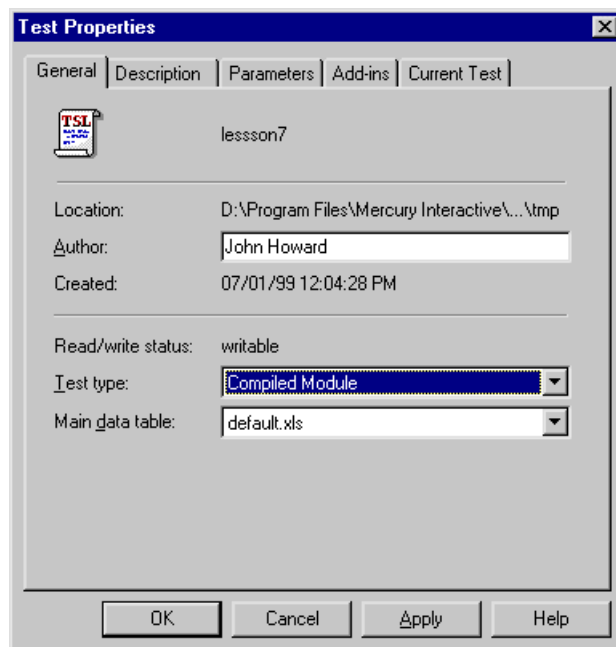 Test Properties
General Description Parameters Add-ins Current Test
TSL
lessson7
Location: D:\Program Files\Mercury Interactive\...\tmp
Author: John Howard
Created: 07/01/99 12:04:28 PM
Read/write status: writable
Test type: Compiled Module
Main data table: default.xls
OK Cancel Apply Help